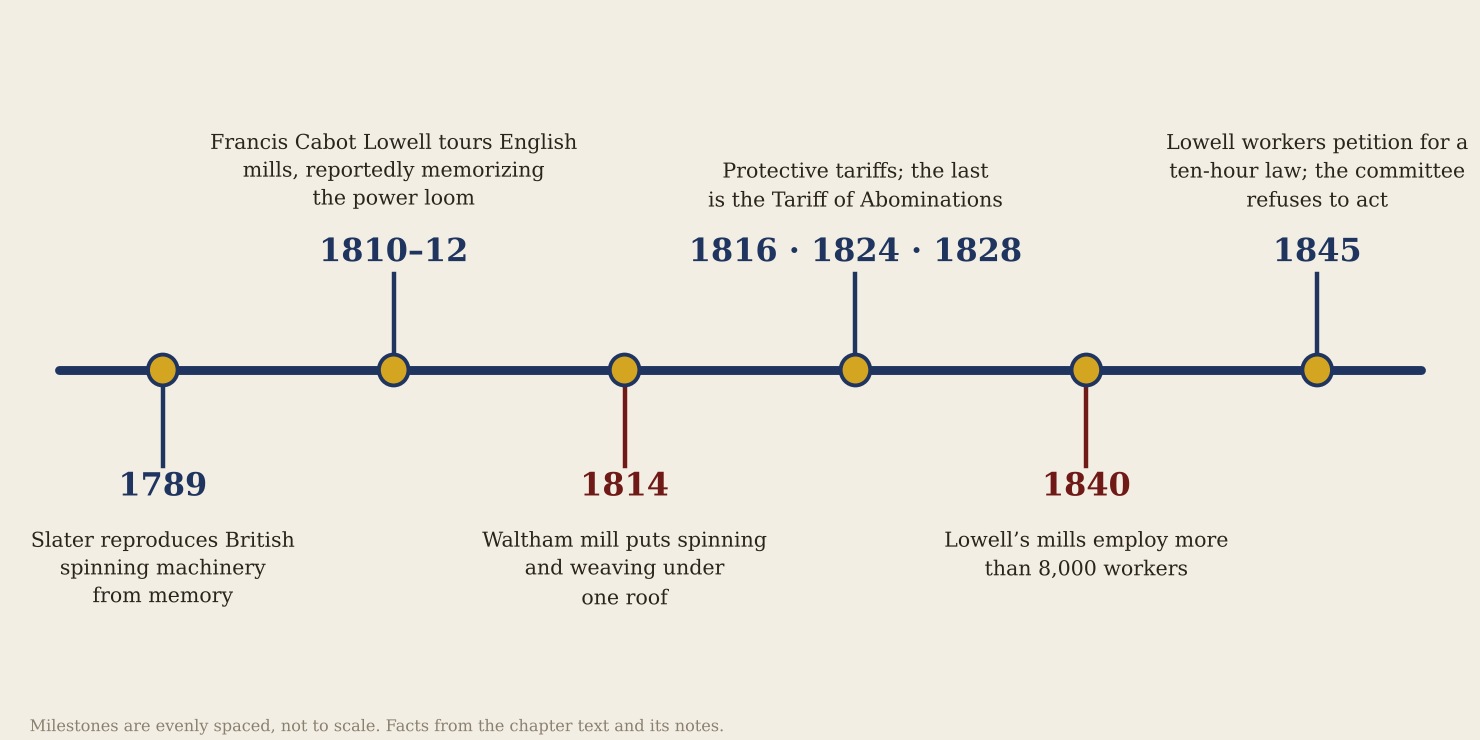 Francis Cabot Lowell tours English
mills, reportedly memorizing
the power loom
1810–12
Protective tariffs; the last
is the Tariff of Abominations
1816 · 1824 · 1828
Lowell workers petition for a
ten-hour law; the committee
refuses to act
1845
1789
Slater reproduces British
spinning machinery
from memory
1814
Waltham mill puts spinning
and weaving under
one roof
1840
Lowell’s mills employ more
than 8,000 workers
Milestones are evenly spaced, not to scale. Facts from the chapter text and its notes.